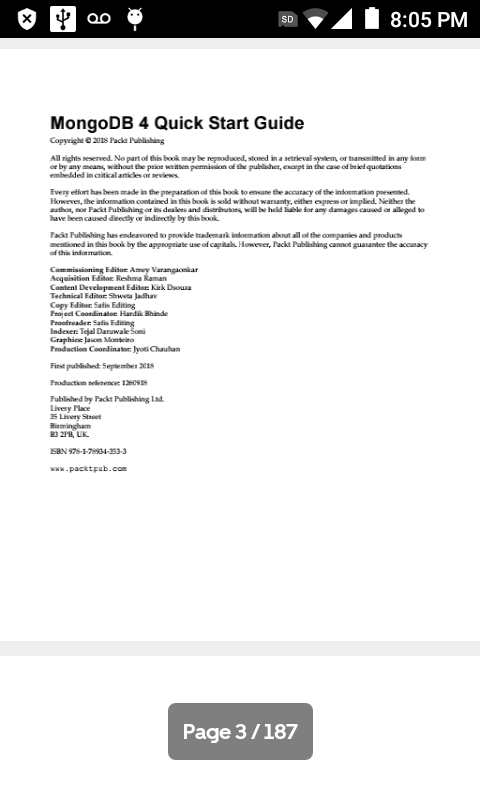 SD 8:05 PM
MongoDB 4 Quick Start Guide
Copyright © 2018 Packt Publishing
All rights reserved. No part of this book may be reproduced, stored in a retrieval system, or transmitted in any form
or by any means, without the prior written permission of the publisher, except in the case of brief quotations
embedded in critical articles or reviews.
Every effort has been made in the preparation of this book to ensure the accuracy of the information presented.
However, the information contained in this book is sold without warranty, either express or implied. Neither the
author, nor Packt Publishing or its dealers and distributors, will be held liable for any damages caused or alleged to
have been caused directly or indirectly by this book.
Packt Publishing has endeavored to provide trademark information about all of the companies and products
mentioned in this book by the appropriate use of capitals. However, Packt Publishing cannot guarantee the accuracy
of this information.
Commissioning Editor: Amey Varangaonkar
Acquisition Editor: Reshma Raman
Content Development Editor: Kirk Dsouza
Technical Editor: Shweta Jadhav
Copy Editor: Safis Editing
Project Coordinator: Hardik Bhinde
Proofreader: Safis Editing
Indexer: Tejal Daruwale Soni
Graphics: Jason Monteiro
Production Coordinator: Jyoti Chauhan
First published: September 2018
Production reference: 1260918
Published by Packt Publishing Ltd.
Livery Place
35 Livery Street
Birmingham
B3 2PB, UK.
ISBN 978-1-78934-353-3
www.packtpub.com
Page 3 / 187